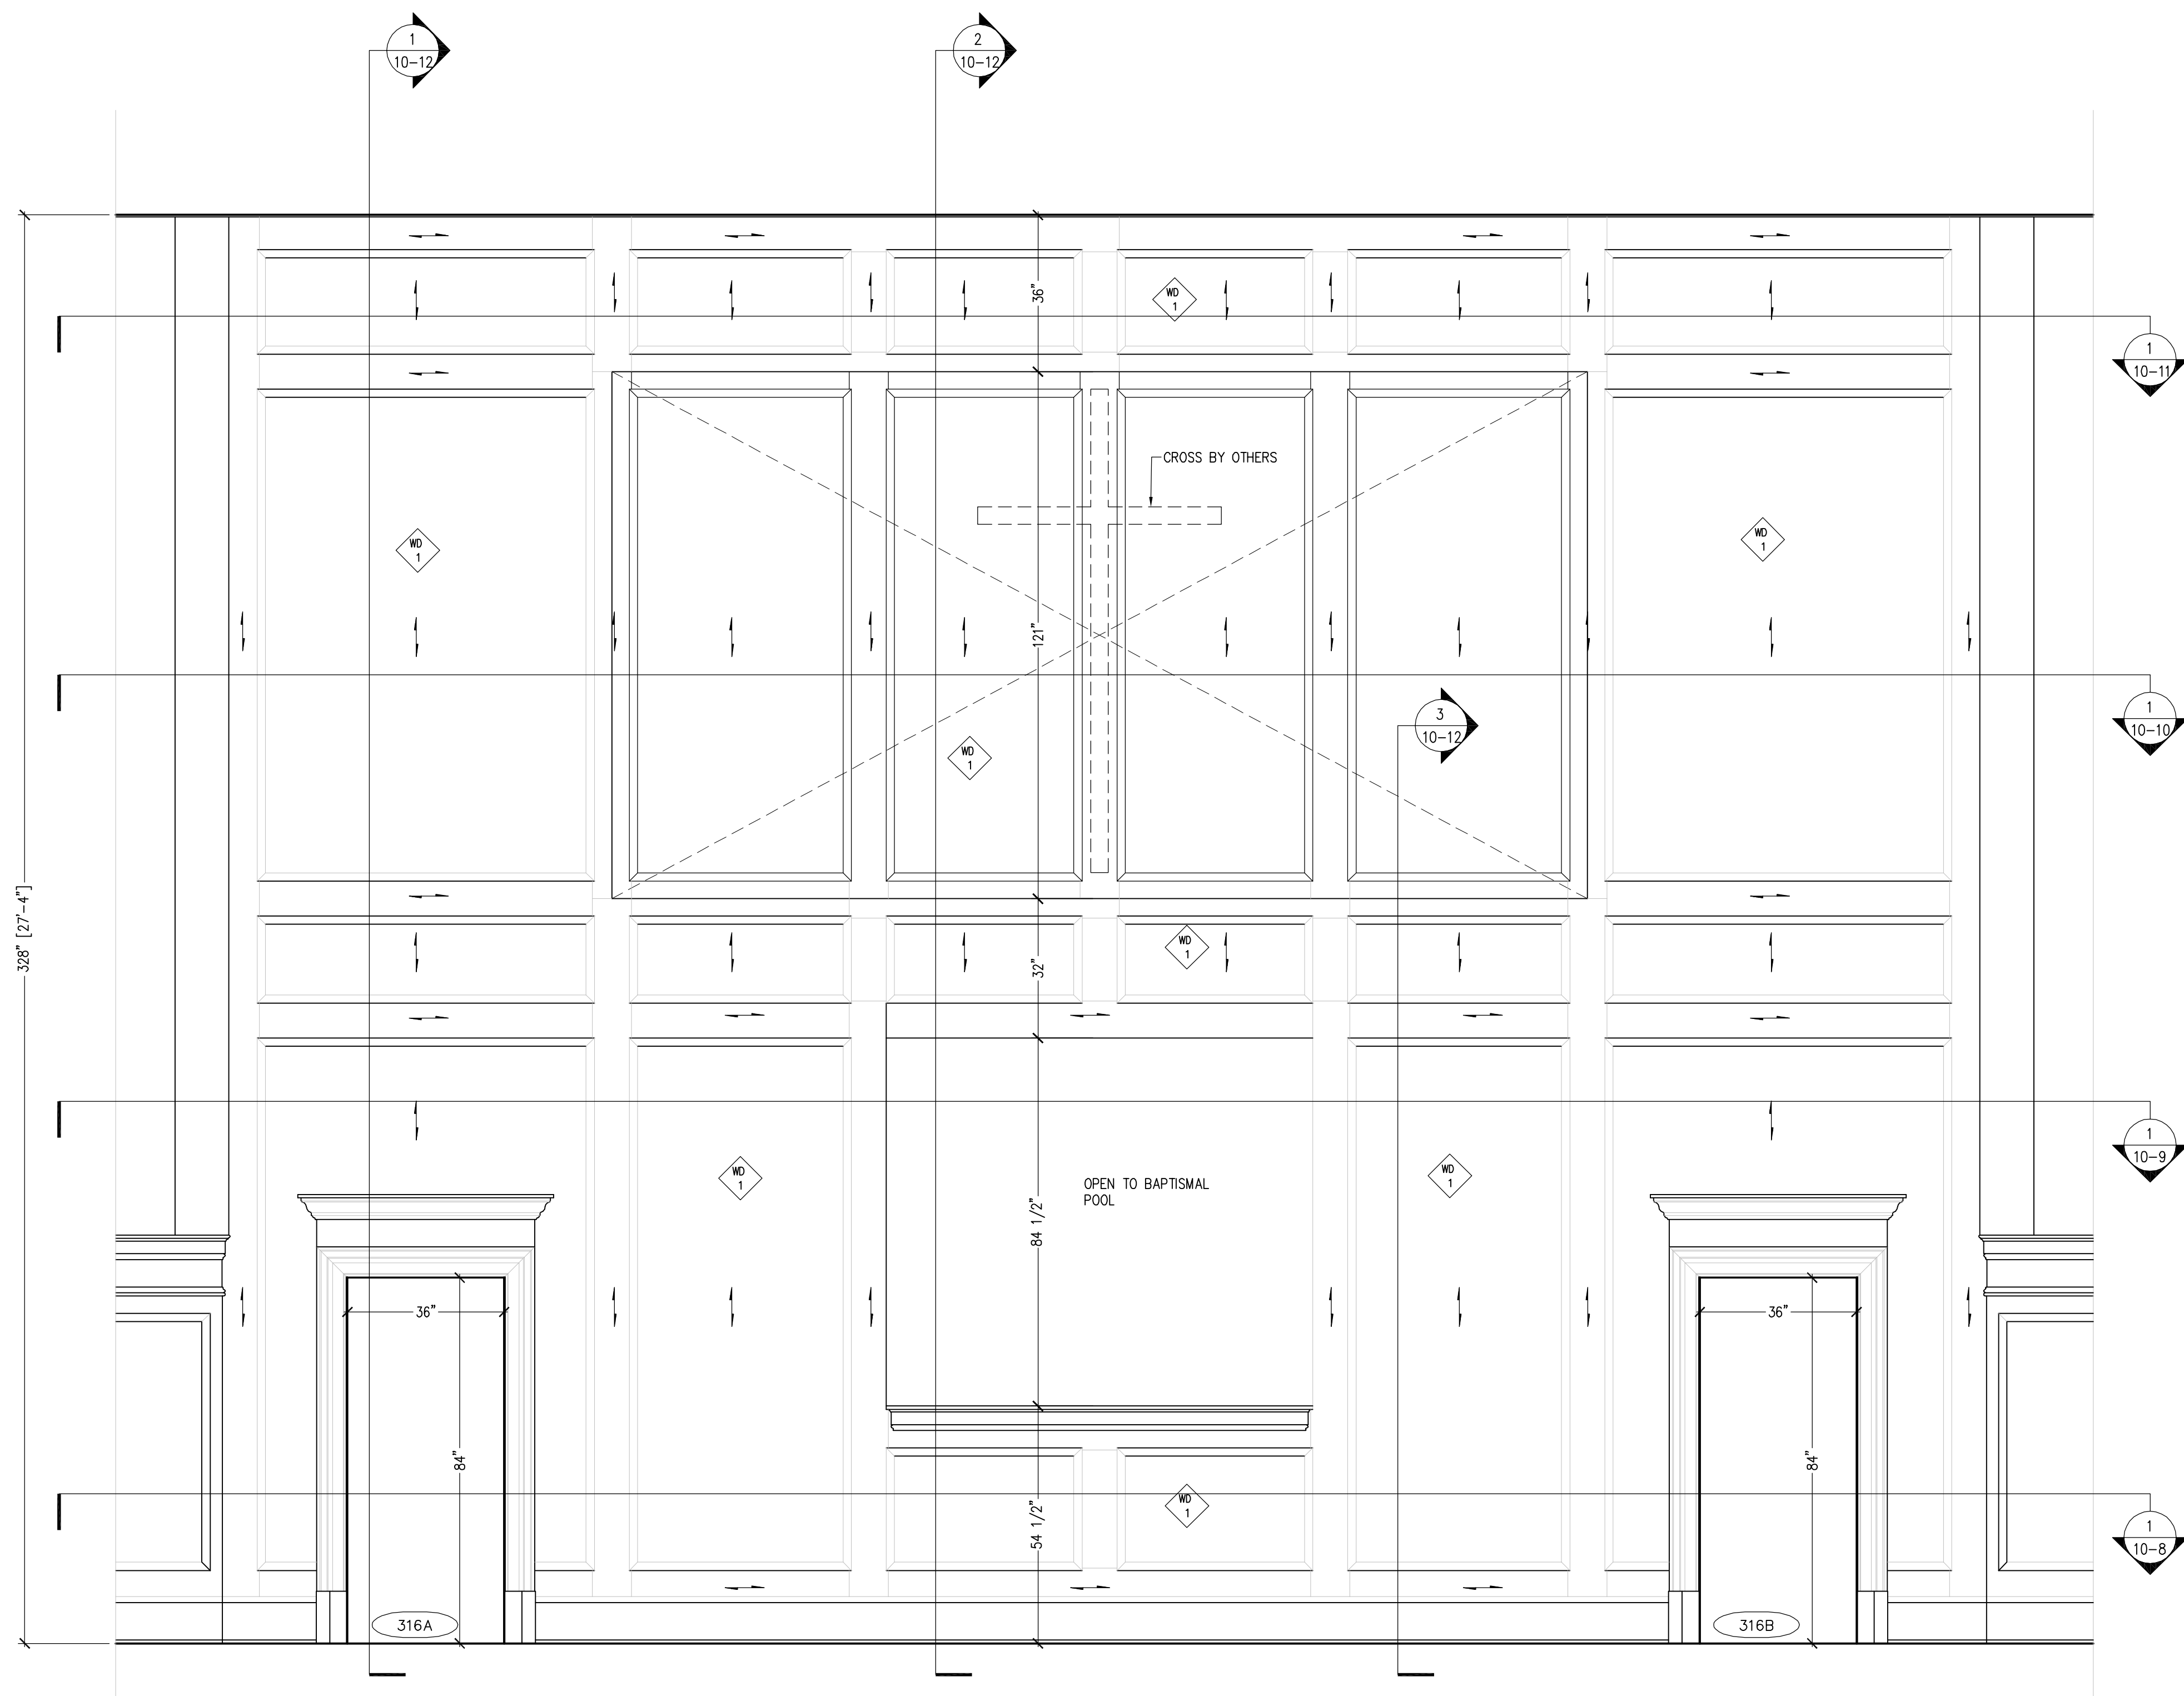 1
10-12
2
10-12
36"
WD
1
1
10-11
CROSS BY OTHERS
WD
1
WD
1
121"
3
10-12
1
10-10
WD
1
328" [27'-4"]
WD
1
32"
1
10-9
WD
1
WD
1
OPEN TO BAPTISMAL
POOL
84 1/2"
36"
36"
84"
84"
WD
1
54 1/2"
1
10-8
316A
316B